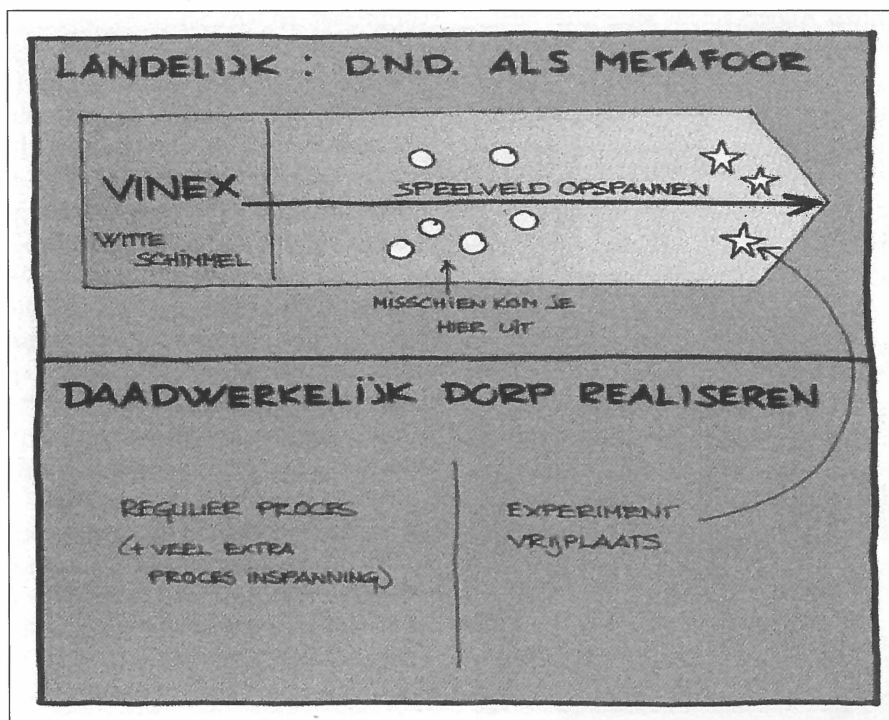 LANDELIJK : D.N.D. ALS METAFOOR
VINEX
WITTE
SCHIMMEL
SPEELVELD OPSPANNEN
MISSCHIEN KOM JE
HIER UIT
DAADWERKELIJK DORP REALISEREN
REGULIER PROCES
(+ VEEL EXTRA
PROCES INSPANNING)
EXPERIMENT
VRIJPLAATS